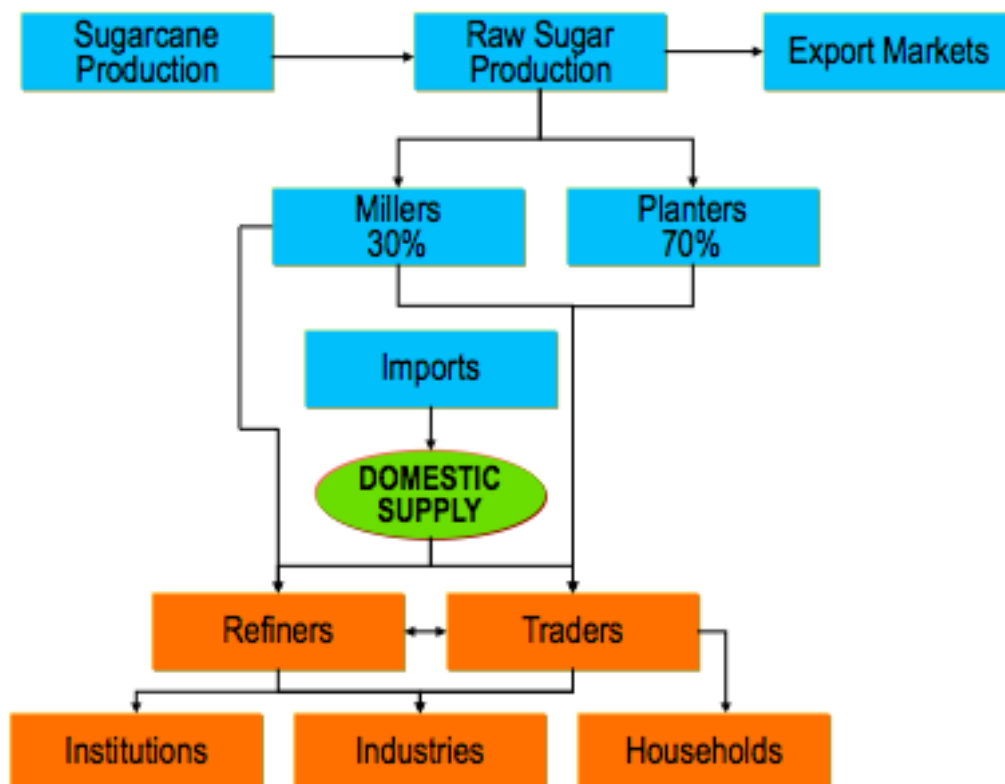 Sugarcane
Production
Raw Sugar
Production
Export Markets
Millers
30%
Planters
70%
Imports
DOMESTIC
SUPPLY
Refiners
Traders
Institutions
Industries
Households